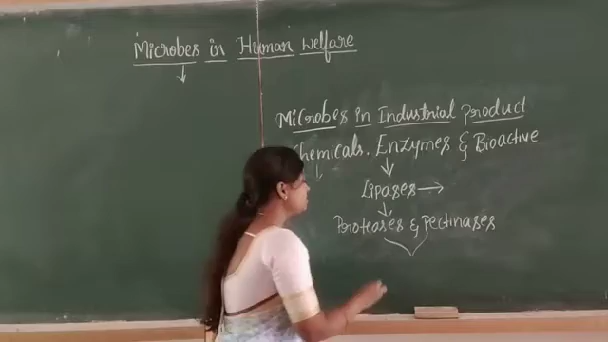 Microbes in Human Welfare
Microbes in Industrial Product
Chemicals, Enzymes & Bioactive
Lipases →
Proteases & Pectinases